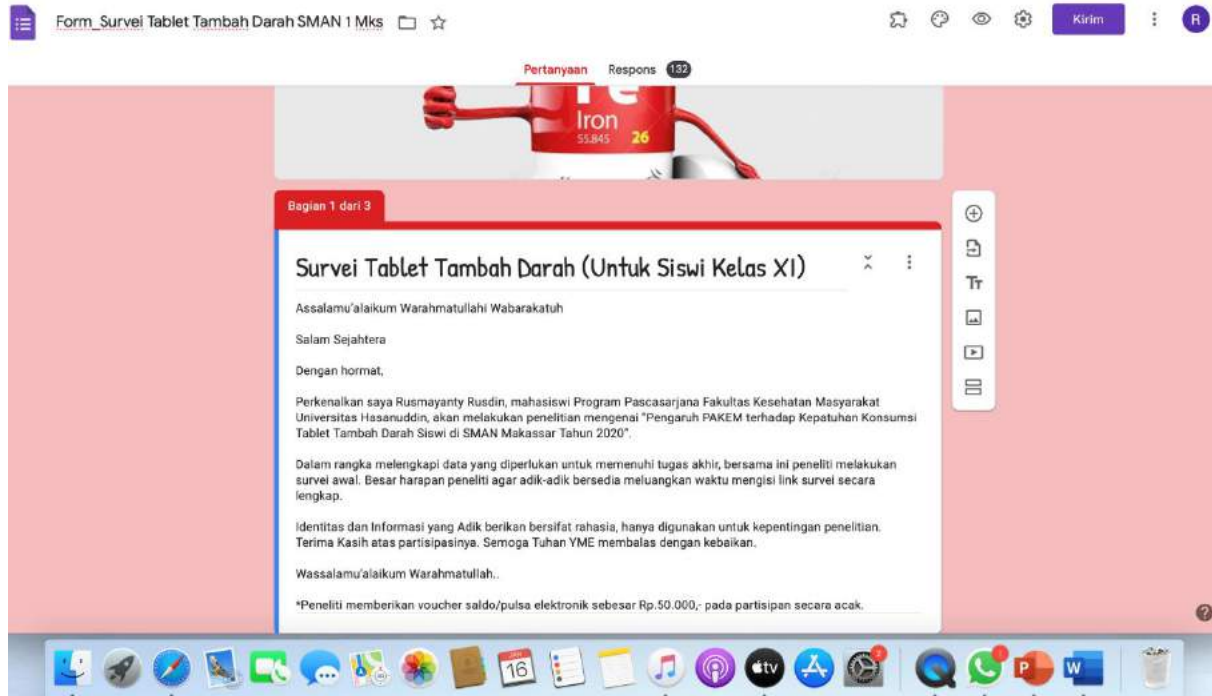 Form_Survei Tablet Tambah Darah SMAN 1 Mks
Kirim
R
Pertanyaan Respons 132
Iron
55.845 26
Bagian 1 dari 3
Survei Tablet Tambah Darah (Untuk Siswi Kelas XI)
Assalamu'alaikum Warahmatullahi Wabarakatuh
Salam Sejahtera
Dengan hormat,
Perkenalkan saya Rusmayanty Rusdin, mahasiswi Program Pascasarjana Fakultas Kesehatan Masyarakat
Universitas Hasanuddin, akan melakukan penelitian mengenai "Pengaruh PAKEM terhadap Kepatuhan Konsumsi
Tablet Tambah Darah Siswi di SMAN Makassar Tahun 2020".
Dalam rangka melengkapi data yang diperlukan untuk memenuhi tugas akhir, bersama ini peneliti melakukan
survei awal. Besar harapan peneliti agar adik-adik bersedia meluangkan waktu mengisi link survei secara
lengkap.
Identitas dan Informasi yang Adik berikan bersifat rahasia, hanya digunakan untuk kepentingan penelitian.
Terima Kasih atas partisipasinya. Semoga Tuhan YME membalas dengan kebaikan.
Wassalamu'alaikum Warahmatullah..
*Peneliti memberikan voucher saldo/pulsa elektronik sebesar Rp.50.000,- pada partisipan secara acak.
JAN
16
tv
P
W